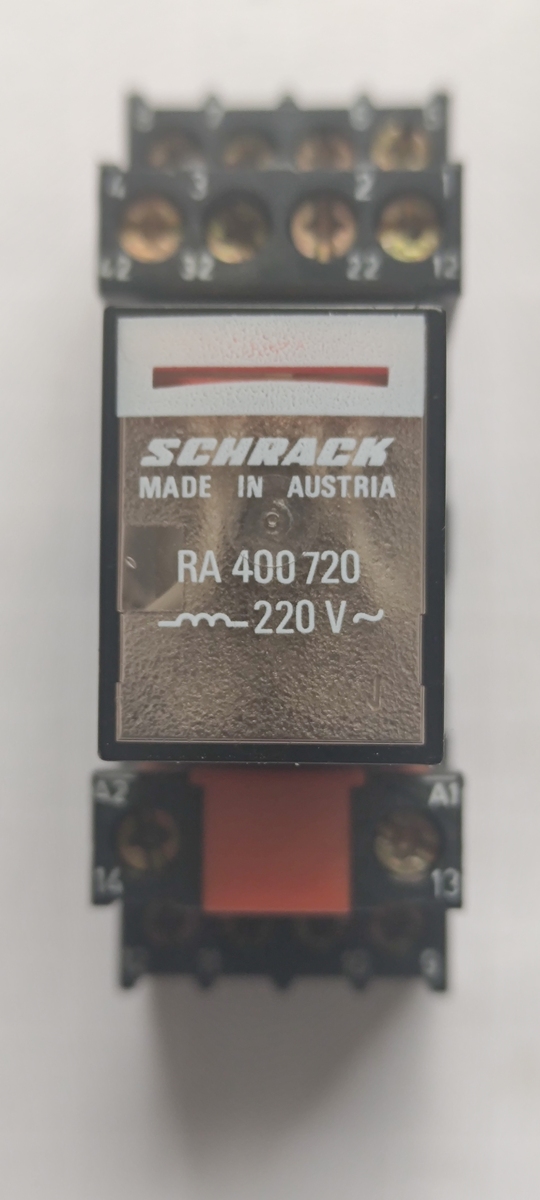 4 3 2 1
42 32 22 12
SCHRACK
MADE IN AUSTRIA
RA 400 720
220 V~
A2 A1
14 13
9